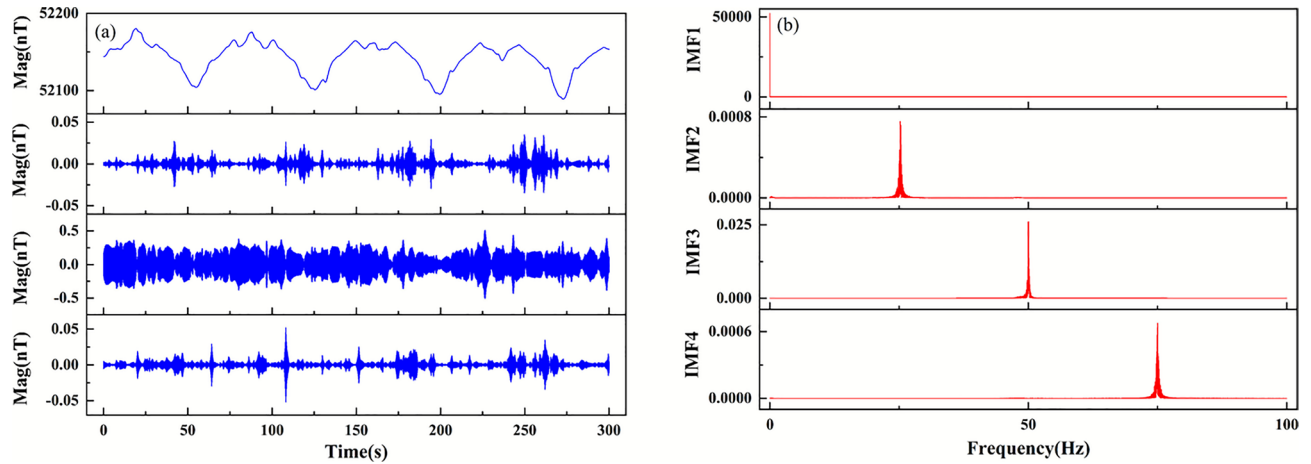 (a)
Mag(nT)
52200
52100
Mag(nT)
0.05
0.00
-0.05
Mag(nT)
0.5
0.0
-0.5
Mag(nT)
0.05
0.00
-0.05
0 50 100 150 200 250 300
Time(s)
(b)
IMF1
50000
0
IMF2
0.0008
0.0000
IMF3
0.025
0.000
IMF4
0.0006
0.0000
0 50 100
Frequency(Hz)